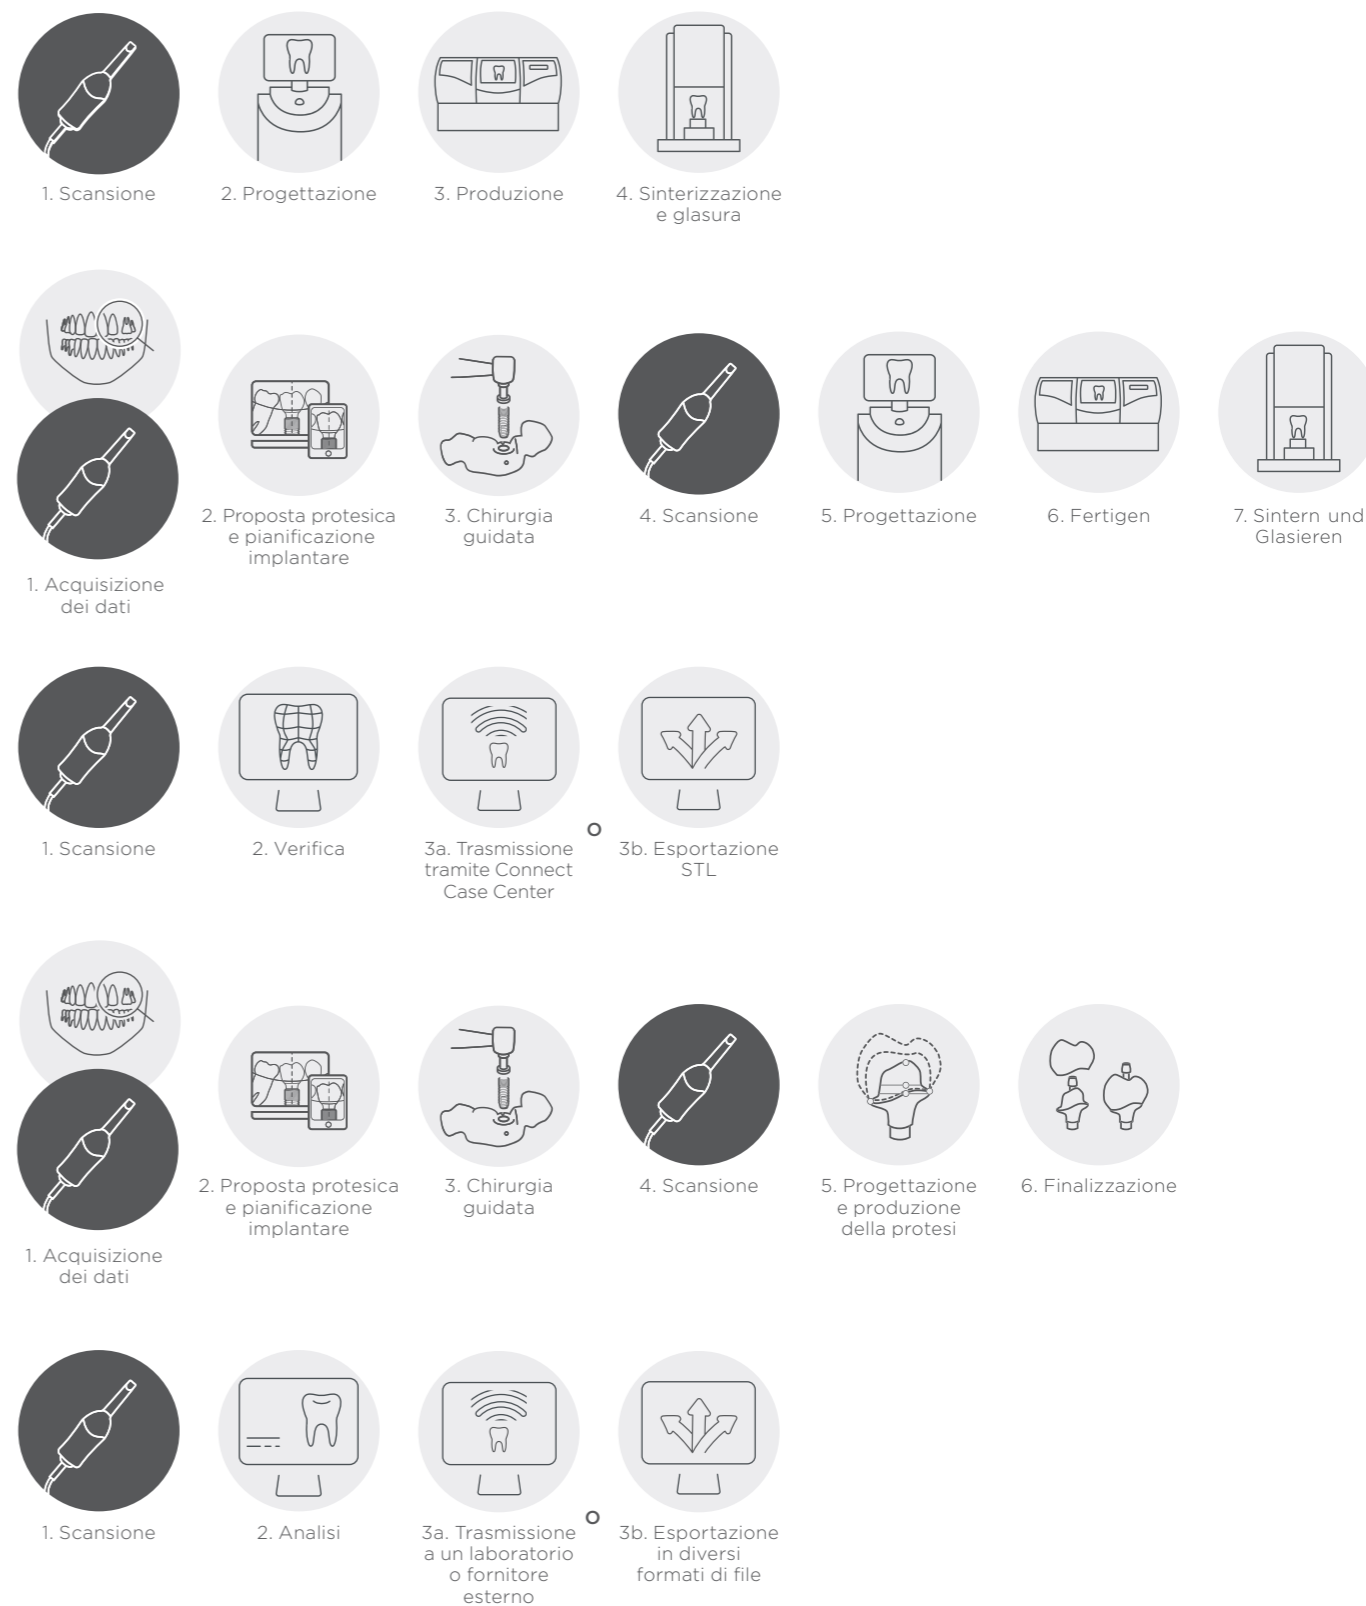 1. Scansione
2. Progettazione
3. Produzione
4. Sinterizzazione
e glasura
1. Acquisizione
dei dati
2. Proposta protesica
e pianificazione
implantare
3. Chirurgia
guidata
4. Scansione
5. Progettazione
6. Fertigen
7. Sintern und
Glasieren
1. Scansione
2. Verifica
3a. Trasmissione
tramite Connect
Case Center
o
3b. Esportazione
STL
1. Acquisizione
dei dati
2. Proposta protesica
e pianificazione
implantare
3. Chirurgia
guidata
4. Scansione
5. Progettazione
e produzione
della protesi
6. Finalizzazione
1. Scansione
2. Analisi
3a. Trasmissione
a un laboratorio
o fornitore
esterno
o
3b. Esportazione
in diversi
formati di file